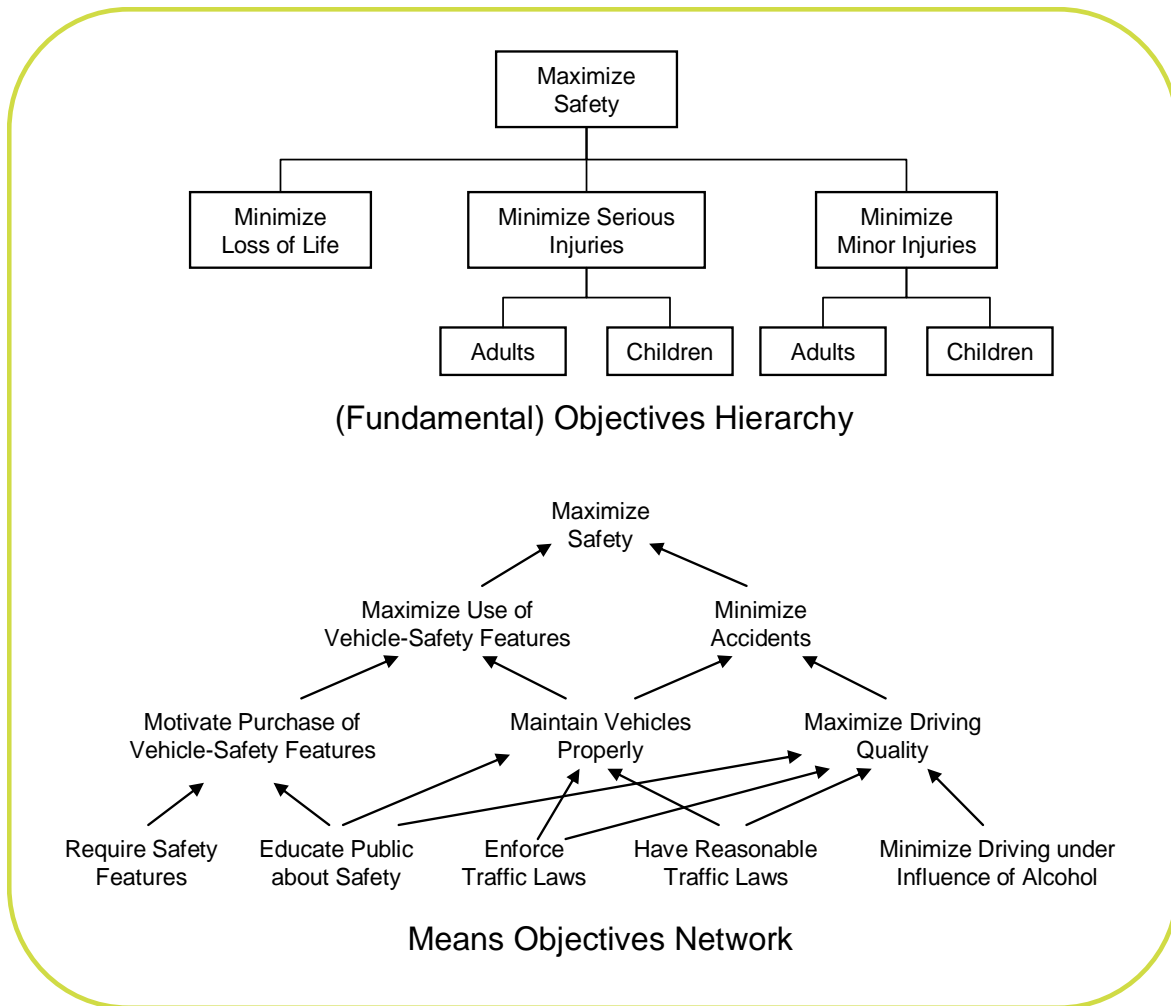 Maximize
Safety
Minimize
Loss of Life
Minimize Serious
Injuries
Minimize
Minor Injuries
Adults
Children
Adults
Children
(Fundamental) Objectives Hierarchy
Maximize
Safety
Maximize Use of
Vehicle-Safety Features
Minimize
Accidents
Motivate Purchase of
Vehicle-Safety Features
Maintain Vehicles
Properly
Maximize Driving
Quality
Require Safety
Features
Educate Public
about Safety
Enforce
Traffic Laws
Have Reasonable
Traffic Laws
Minimize Driving under
Influence of Alcohol
Means Objectives Network